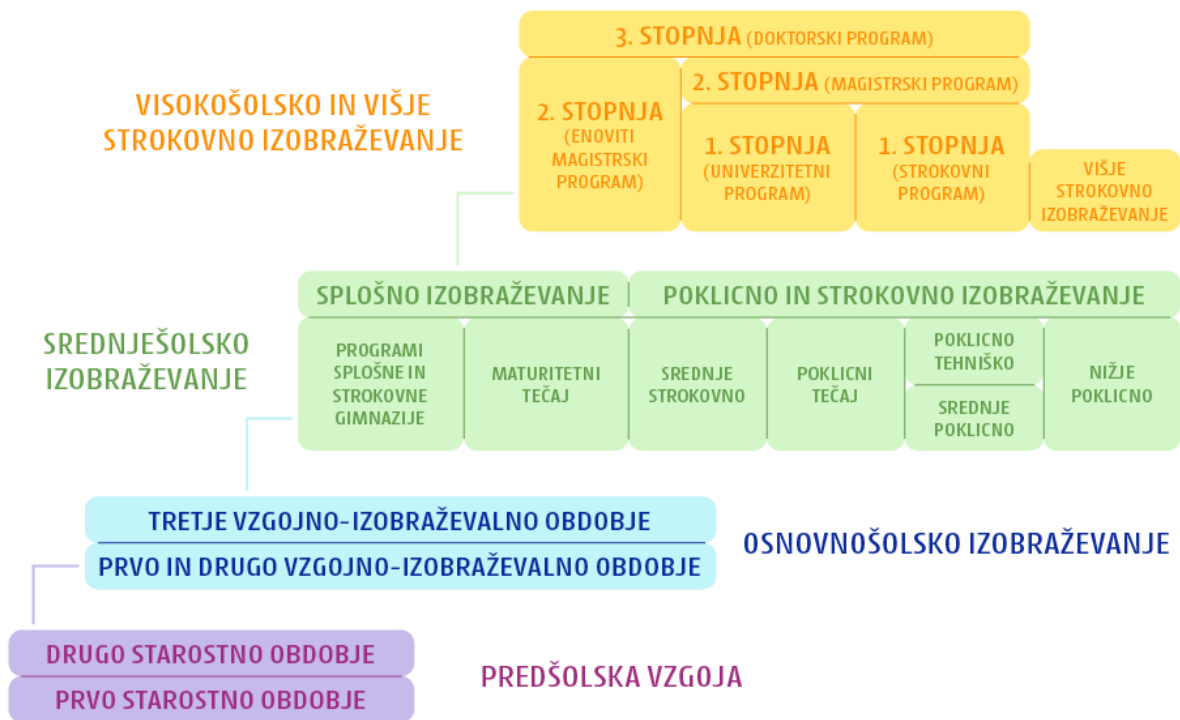 3. STOPNJA (DOKTORSKI PROGRAM)
VISOKOŠOLSKO IN VIŠJE
STROKOVNO IZOBRAŽEVANJE
2. STOPNJA
(ENOVITI
MAGISTRSKI
PROGRAM)
2. STOPNJA (MAGISTRSKI PROGRAM)
1. STOPNJA
(UNIVERZITETNI
PROGRAM)
1. STOPNJA
(STROKOVNI
PROGRAM)
VIŠJE
STROKOVNO
IZOBRAŽEVANJE
SREDNJEŠOLSKO
IZOBRAŽEVANJE
SPLOŠNO IZOBRAŽEVANJE
POKLICNO IN STROKOVNO IZOBRAŽEVANJE
PROGRAMI
SPLOŠNE IN
STROKOVNE
GIMNAZIJE
MATURITETNI
TEČAJ
SREDNJE
STROKOVNO
POKLICNI
TEČAJ
POKLICNO
TEHNIŠKO
SREDNJE
POKLICNO
NIŽJE
POKLICNO
TRETJE VZGOJNO-IZOBRAŽEVALNO OBDOBJE
PRVO IN DRUGO VZGOJNO-IZOBRAŽEVALNO OBDOBJE
OSNOVNOŠOLSKO IZOBRAŽEVANJE
DRUGO STAROSTNO OBDOBJE
PRVO STAROSTNO OBDOBJE
PREDŠOLSKA VZGOJA